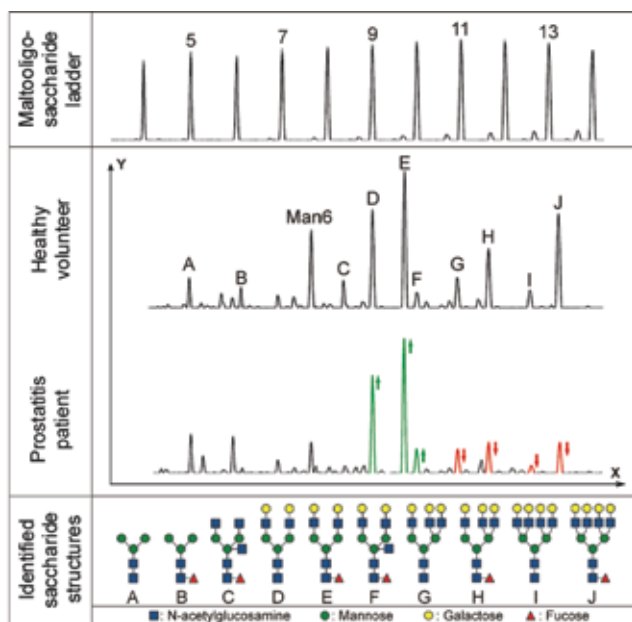 Maltooligo-
saccharide
ladder
5
7
9
11
13
Healthy
volunteer
Y
A
B
Man6
C
D
E
F
G
H
I
J
Prostatitis
patient
X
Identified
saccharide
structures
A
B
C
D
E
F
G
H
I
J
: N-acetylglucosamine
: Mannose
: Galactose
: Fucose